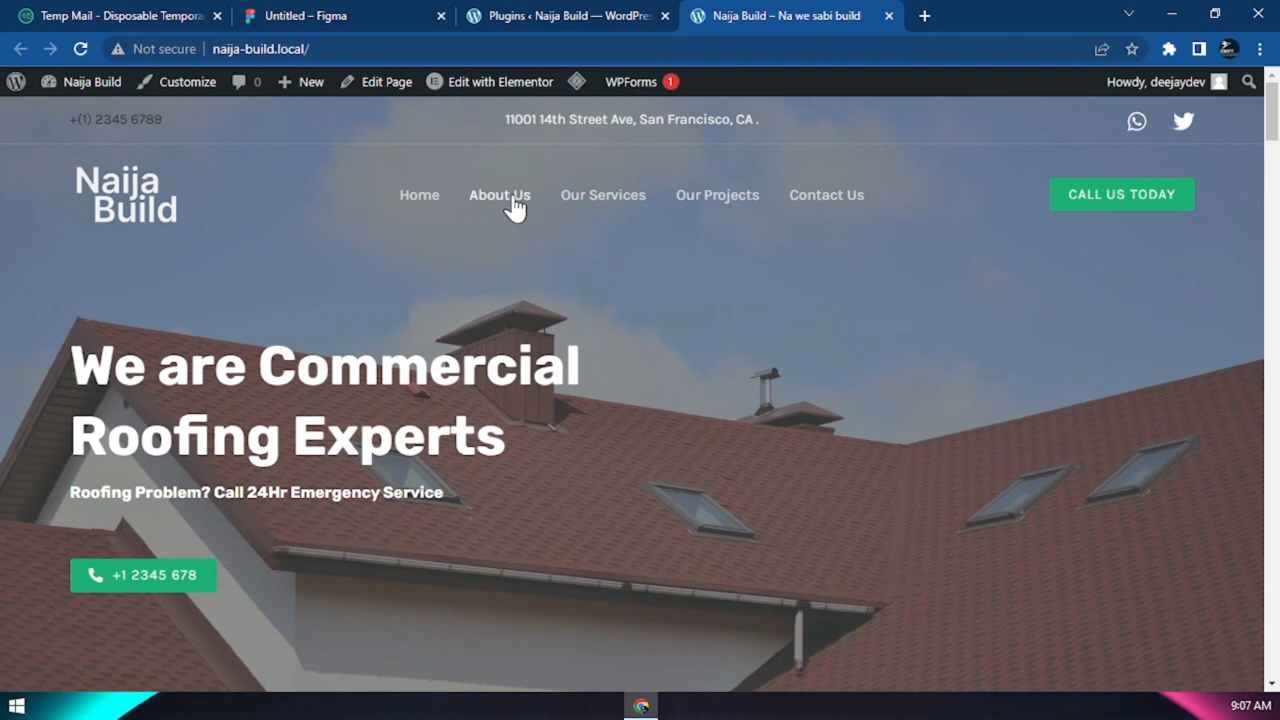 Temp Mail - Disposable Tempora
Untitled – Figma
Plugins ‹ Naija Build — WordPres
Naija Build – Na we sabi build
Not secure
naija-build.local/
Naija Build
Customize
0
New
Edit Page
Edit with Elementor
WPForms
1
Howdy, deejaydev
+(1) 2345 6789
11001 14th Street Ave, San Francisco, CA .
Naija
Build
Home
About Us
Our Services
Our Projects
Contact Us
CALL US TODAY
We are Commercial
Roofing Experts
Roofing Problem? Call 24Hr Emergency Service
+1 2345 678
9:07 AM